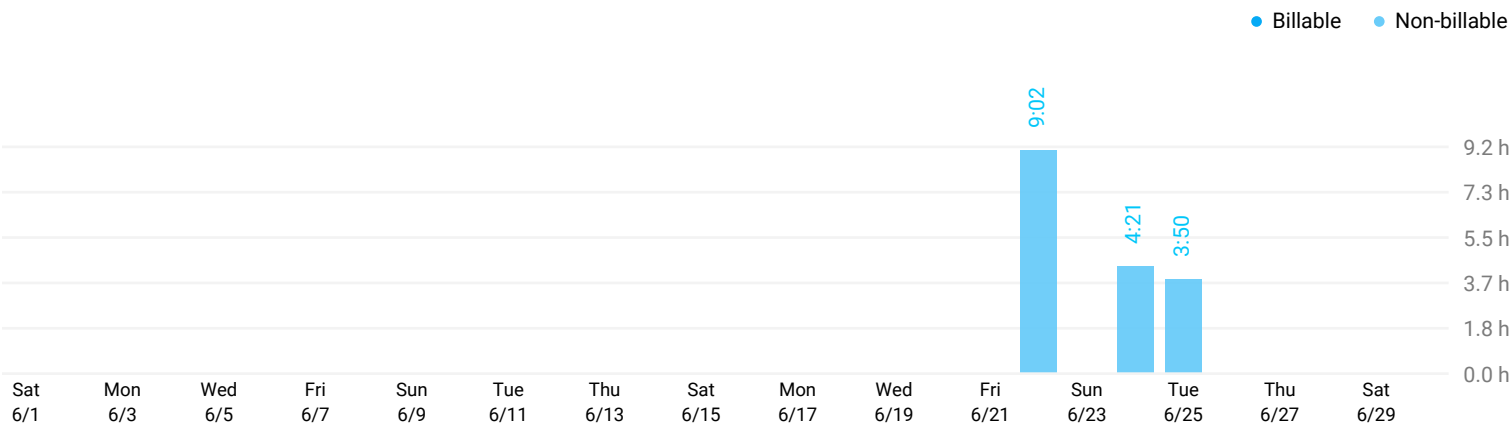 Billable Non-billable
9:02
4:21
3:50
9.2 h
7.3 h
5.5 h
3.7 h
1.8 h
0.0 h
Sat Mon Wed Fri Sun Tue Thu Sat Mon Wed Fri Sun Tue Thu Sat
6/1 6/3 6/5 6/7 6/9 6/11 6/13 6/15 6/17 6/19 6/21 6/23 6/25 6/27 6/29